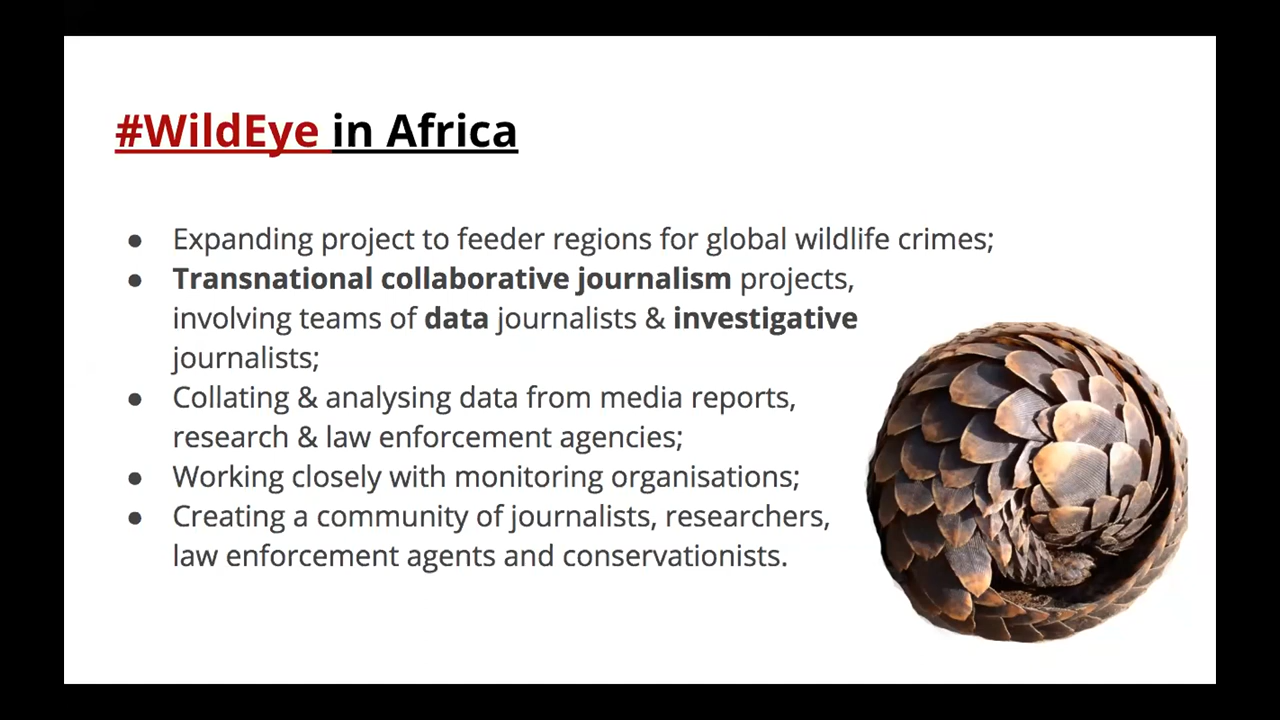 #WildEye in Africa
● Expanding project to feeder regions for global wildlife crimes;
● Transnational collaborative journalism projects,
involving teams of data journalists & investigative
journalists;
● Collating & analysing data from media reports,
research & law enforcement agencies;
● Working closely with monitoring organisations;
● Creating a community of journalists, researchers,
law enforcement agents and conservationists.